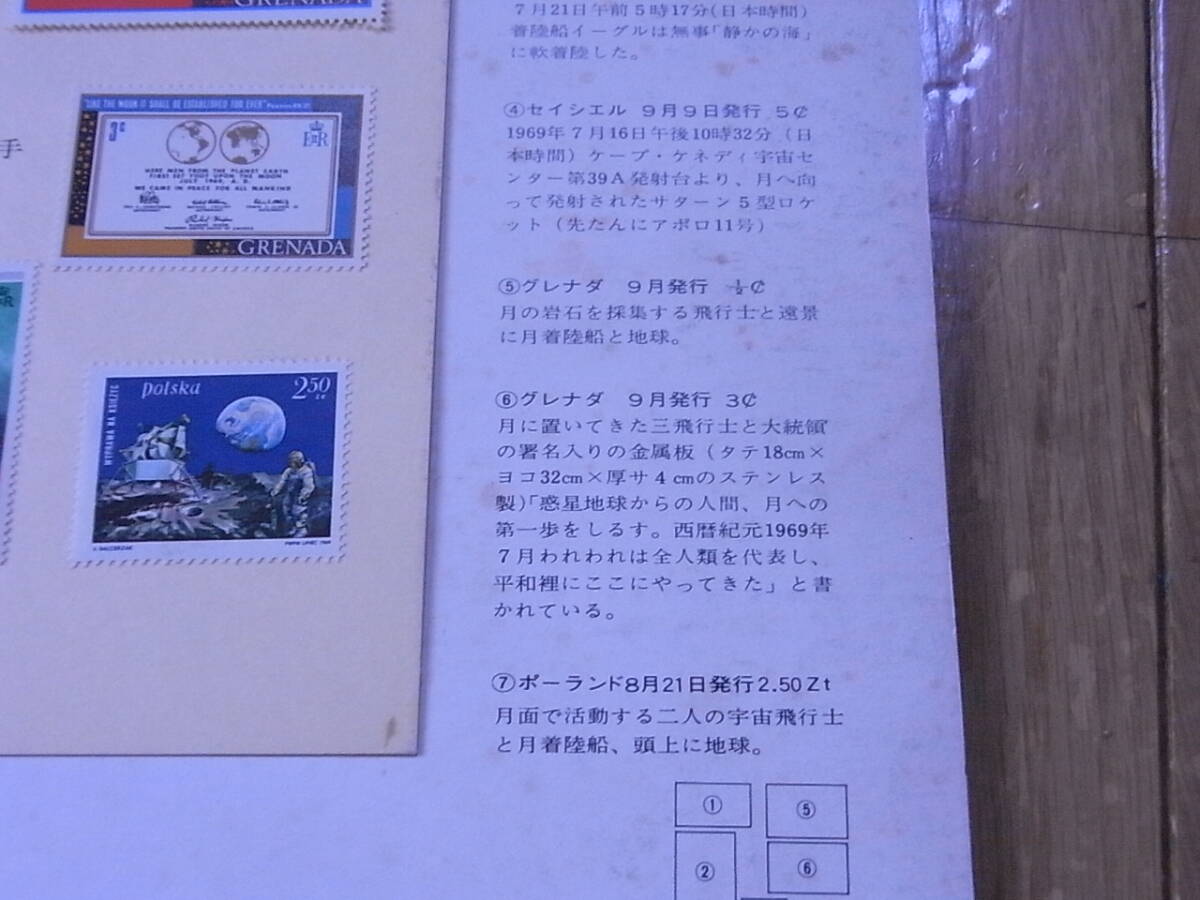 GRENADA
手
"LIKE THE MOON IT SHALL BE ESTABLISHED FOR EVER"
3¢
EIIR
HERE MEN FROM THE PLANET EARTH
FIRST SET FOOT UPON THE MOON
JULY 1969, A. D.
WE CAME IN PEACE FOR ALL MANKIND
GRENADA
polska
2.50
zł
WYPRAWA NA KSIĘŻYC
7月21日午前5時17分(日本時間)
着陸船イーグルは無事「静かの海」
に軟着陸した。
④セイシエル 9月9日発行 5¢
1969年7月16日午後10時32分(日
本時間)ケープ・ケネディ宇宙セ
ンター第39A発射台より、月へ向
って発射されたサターン5型ロケ
ット(先たんにアポロ11号)
⑤グレナダ 9月発行 ½¢
月の岩石を採集する飛行士と遠景
に月着陸船と地球。
⑥グレナダ 9月発行 3¢
月に置いてきた三飛行士と大統領
の署名入りの金属板(タテ18cm×
ヨコ32cm×厚サ4cmのステンレス
製)「惑星地球からの人間、月への
第一歩をしるす。西暦紀元1969年
7月われわれは全人類を代表し、
平和裡にここにやってきた」と書
かれている。
⑦ポーランド8月21日発行2.50Zt
月面で活動する二人の宇宙飛行士
と月着陸船、頭上に地球。
① ⑤
② ⑥